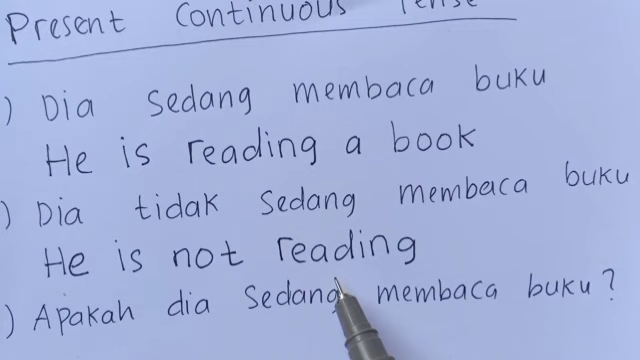 Present Continuous Tense
) Dia sedang membaca buku
He is reading a book
) Dia tidak sedang membaca buku
He is not reading
) Apakah dia sedang membaca buku?